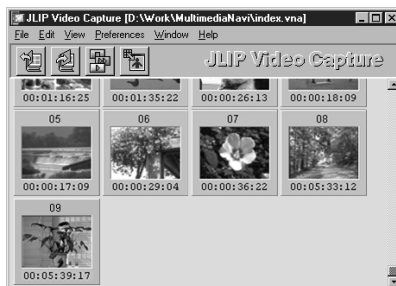 JLIP Video Capture [D:\Work\MultimediaNavi\index.vna]
File Edit View Preferences Window Help
JLIP Video Capture
00:01:16:25 00:01:35:22 00:00:26:13 00:00:18:09
05 06 07 08
00:00:17:09 00:00:29:04 00:00:36:22 00:05:33:12
09
00:05:39:17